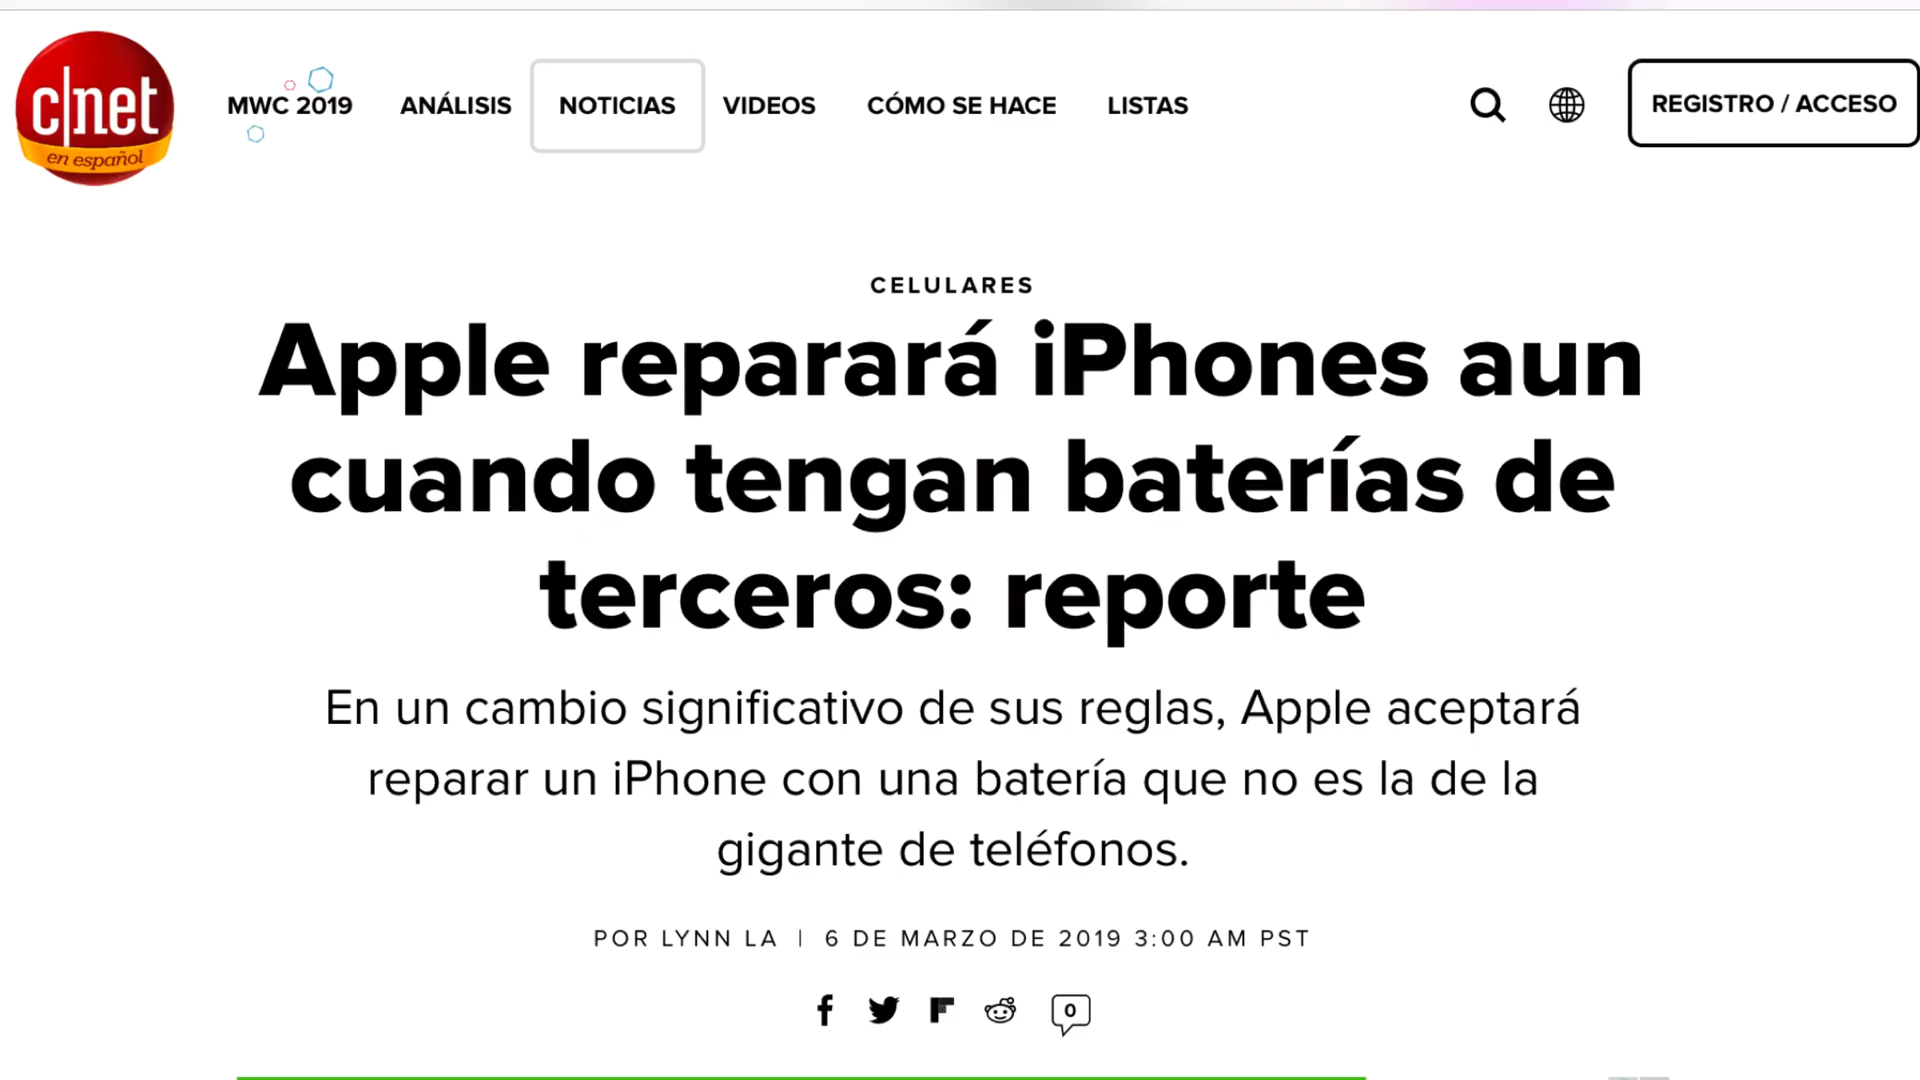 c|net
en español
MWC 2019 ANÁLISIS NOTICIAS VIDEOS CÓMO SE HACE LISTAS REGISTRO / ACCESO
CELULARES
Apple reparará iPhones aun
cuando tengan baterías de
terceros: reporte
En un cambio significativo de sus reglas, Apple aceptará
reparar un iPhone con una batería que no es la de la
gigante de teléfonos.
POR LYNN LA | 6 DE MARZO DE 2019 3:00 AM PST
0